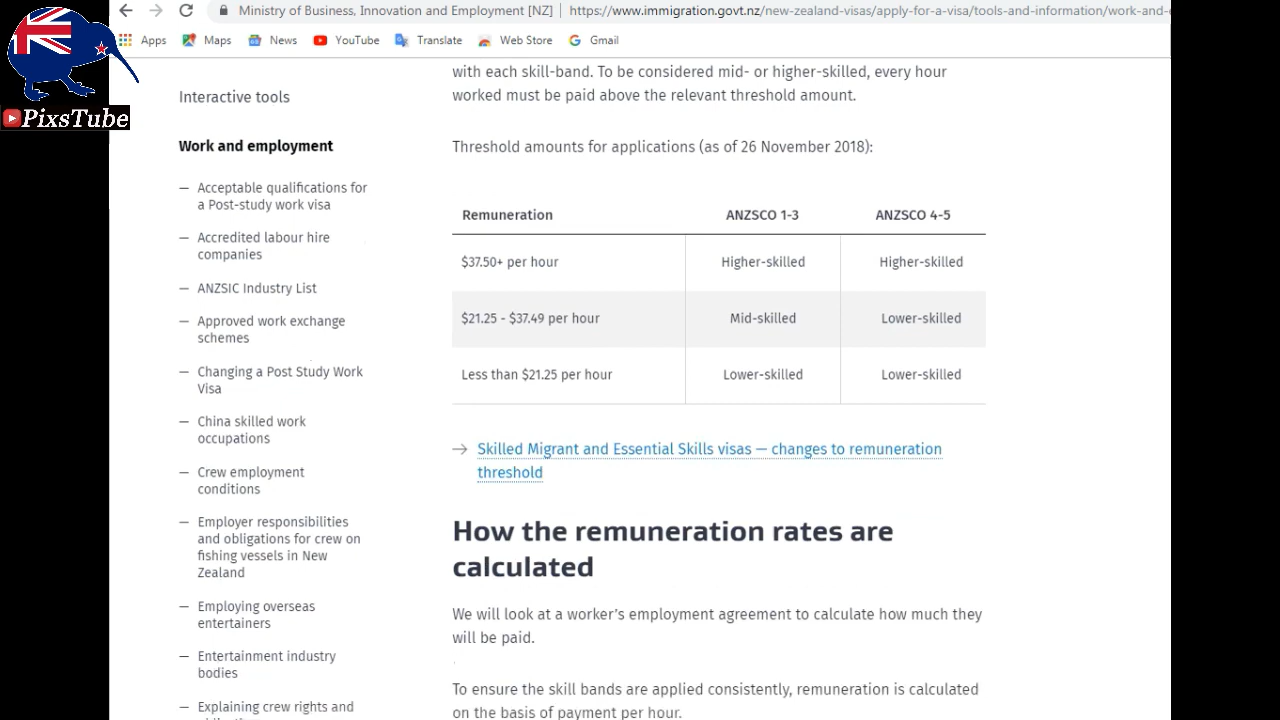 Ministry of Business, Innovation and Employment [NZ]
https://www.immigration.govt.nz/new-zealand-visas/apply-for-a-visa/tools-and-information/work-and-
Apps
Maps
News
YouTube
Translate
Web Store
Gmail
PixsTube
Interactive tools
Work and employment
— Acceptable qualifications for
a Post-study work visa
— Accredited labour hire
companies
— ANZSIC Industry List
— Approved work exchange
schemes
— Changing a Post Study Work
Visa
— China skilled work
occupations
— Crew employment
conditions
— Employer responsibilities
and obligations for crew on
fishing vessels in New
Zealand
— Employing overseas
entertainers
— Entertainment industry
bodies
— Explaining crew rights and
with each skill-band. To be considered mid- or higher-skilled, every hour
worked must be paid above the relevant threshold amount.
Threshold amounts for applications (as of 26 November 2018):
Remuneration ANZSCO 1-3 ANZSCO 4-5
$37.50+ per hour Higher-skilled Higher-skilled
$21.25 - $37.49 per hour Mid-skilled Lower-skilled
Less than $21.25 per hour Lower-skilled Lower-skilled
→ Skilled Migrant and Essential Skills visas — changes to remuneration
threshold
How the remuneration rates are
calculated
We will look at a worker's employment agreement to calculate how much they
will be paid.
To ensure the skill bands are applied consistently, remuneration is calculated
on the basis of payment per hour.